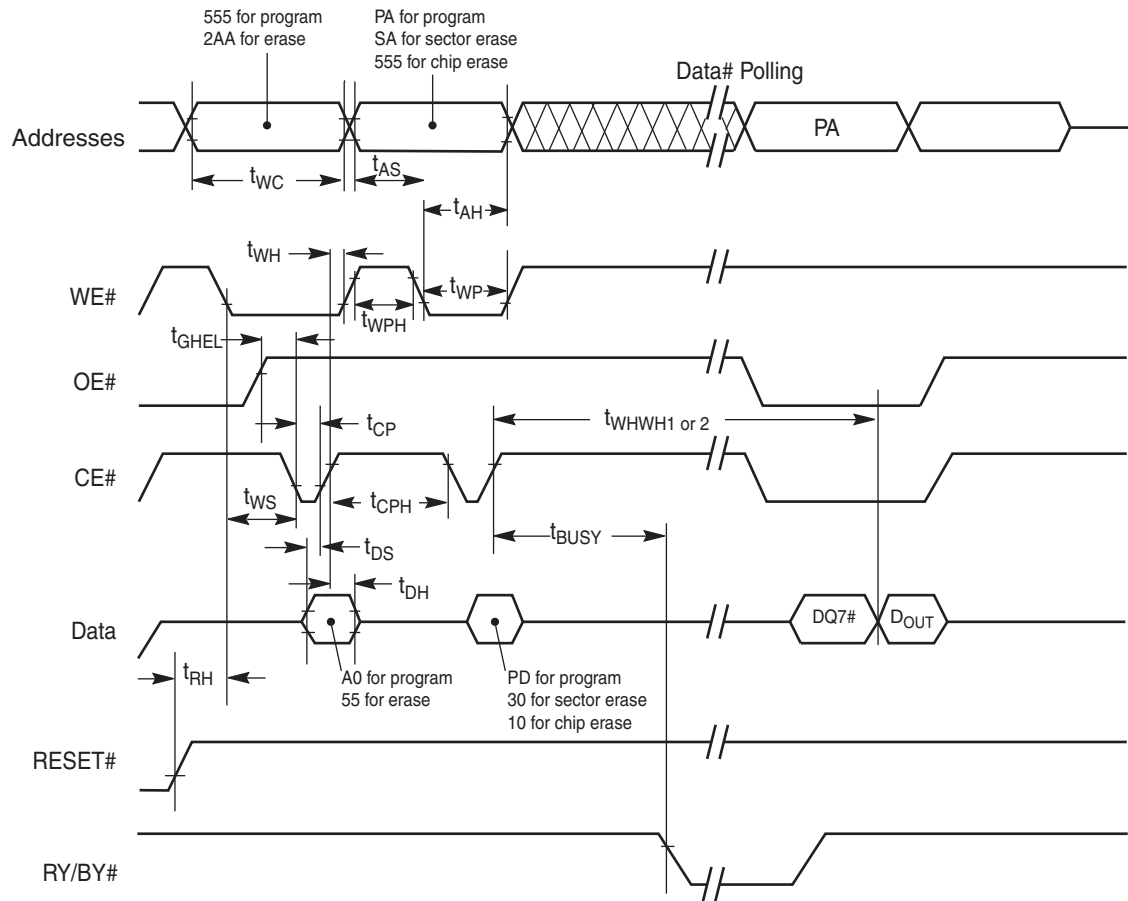 555 for program
2AA for erase
PA for program
SA for sector erase
555 for chip erase
Data# Polling
Addresses
PA
tWC
tAS
tAH
tWH
WE#
tWPH
tWP
tGHEL
OE#
tCP
tWHWH1 or 2
CE#
tWS
tCPH
tBUSY
tDS
tDH
Data
DQ7#
DOUT
A0 for program
55 for erase
PD for program
30 for sector erase
10 for chip erase
tRH
RESET#
RY/BY#